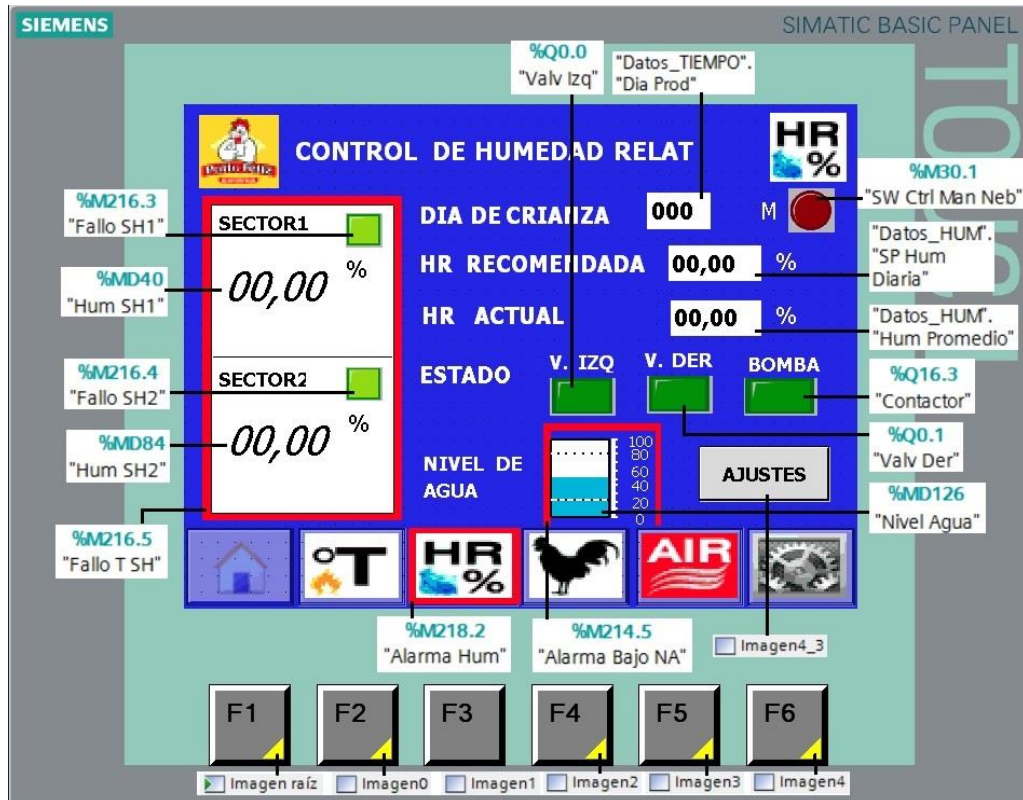 SIEMENS
SIMATIC BASIC PANEL
TOUCH
%Q0.0
"Valv Izq"
"Datos_TIEMPO".
"Dia Prod"
CONTROL DE HUMEDAD RELAT
HR
%
%M30.1
"SW Ctrl Man Neb"
%M216.3
"Fallo SH1"
SECTOR1
%
00,00
DIA DE CRIANZA
000
M
"Datos_HUM".
"SP Hum
Diaria"
%MD40
"Hum SH1"
HR RECOMENDADA
00,00
%
HR ACTUAL
00,00
%
"Datos_HUM".
"Hum Promedio"
%M216.4
"Fallo SH2"
SECTOR2
%
00,00
ESTADO
V. IZQ
V. DER
BOMBA
%Q16.3
"Contactor"
%MD84
"Hum SH2"
%Q0.1
"Valv Der"
NIVEL DE
AGUA
100
80
60
40
20
0
AJUSTES
%MD126
"Nivel Agua"
%M216.5
"Fallo T SH"
°T
HR
%
AIR
%M218.2
"Alarma Hum"
%M214.5
"Alarma Bajo NA"
Imagen4_3
F1
F2
F3
F4
F5
F6
Imagen raíz
Imagen0
Imagen1
Imagen2
Imagen3
Imagen4